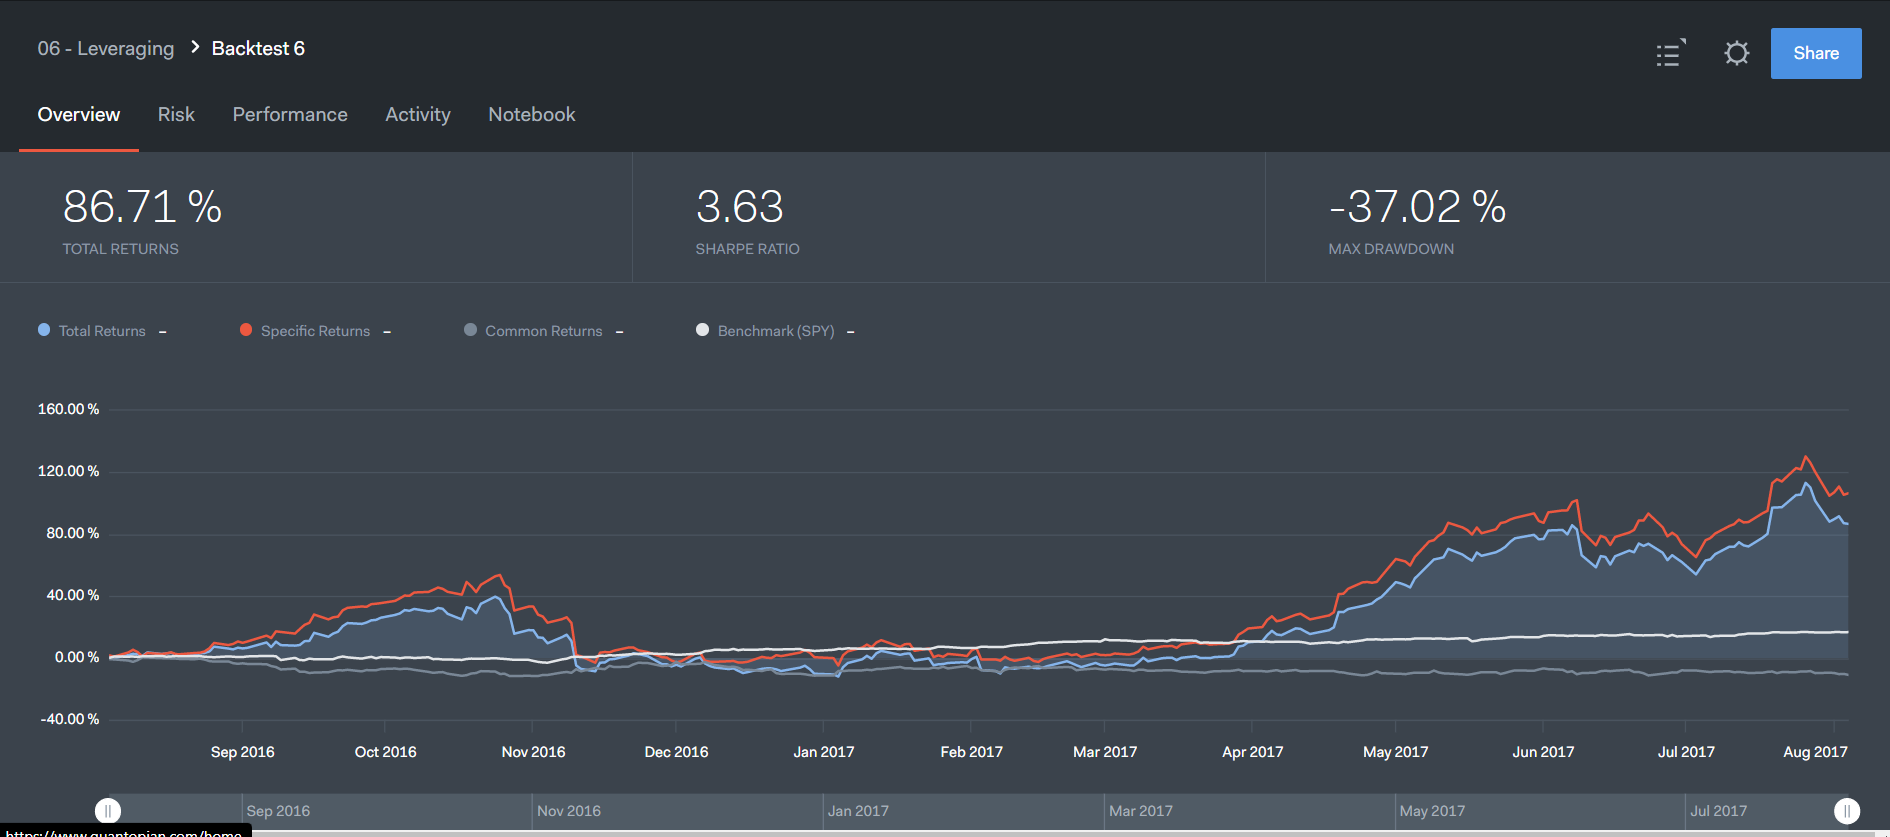 06 - Leveraging > Backtest 6
Share
Overview Risk Performance Activity Notebook
86.71 % 3.63 -37.02 %
TOTAL RETURNS SHARPE RATIO MAX DRAWDOWN
Total Returns – Specific Returns – Common Returns – Benchmark (SPY) –
160.00 %
120.00 %
80.00 %
40.00 %
0.00 %
-40.00 %
Sep 2016 Oct 2016 Nov 2016 Dec 2016 Jan 2017 Feb 2017 Mar 2017 Apr 2017 May 2017 Jun 2017 Jul 2017 Aug 2017
Sep 2016 Nov 2016 Jan 2017 Mar 2017 May 2017 Jul 2017
https://www.quantopian.com/home